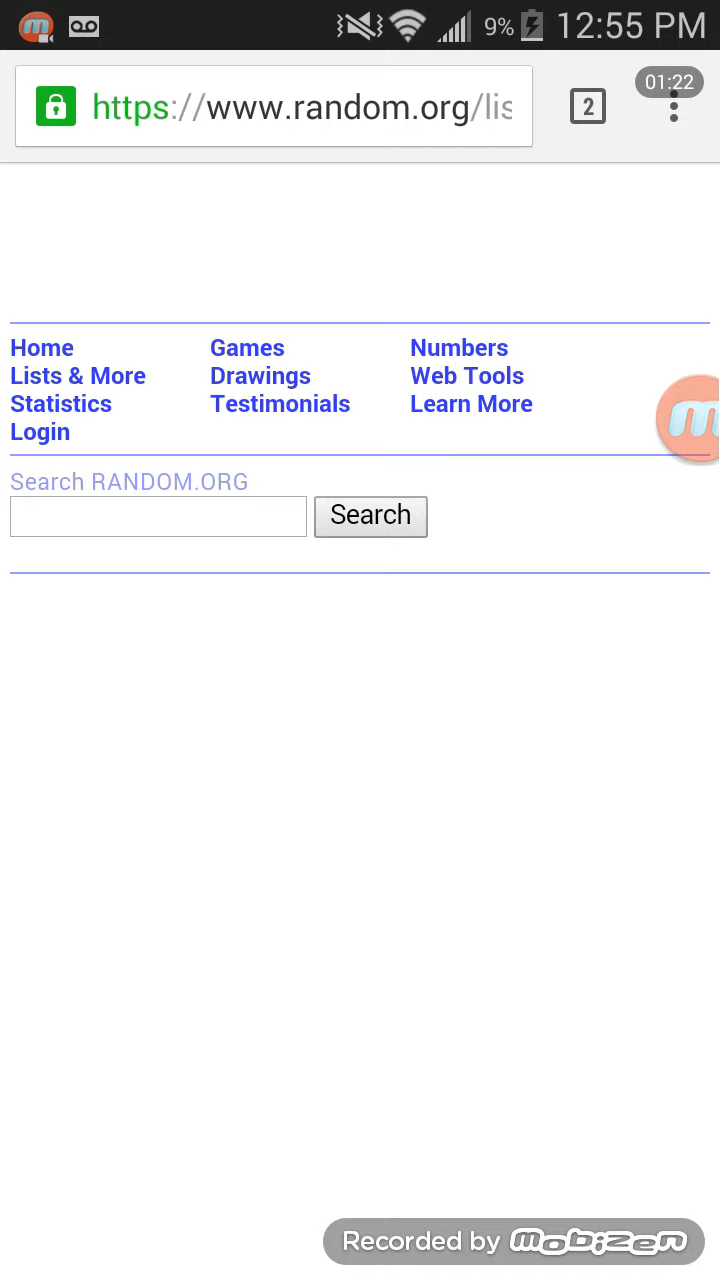 9% 12:55 PM
https://www.random.org/lis
2
01:22
Home Games Numbers
Lists & More Drawings Web Tools
Statistics Testimonials Learn More
Login
Search RANDOM.ORG
Search
Recorded by mobizen